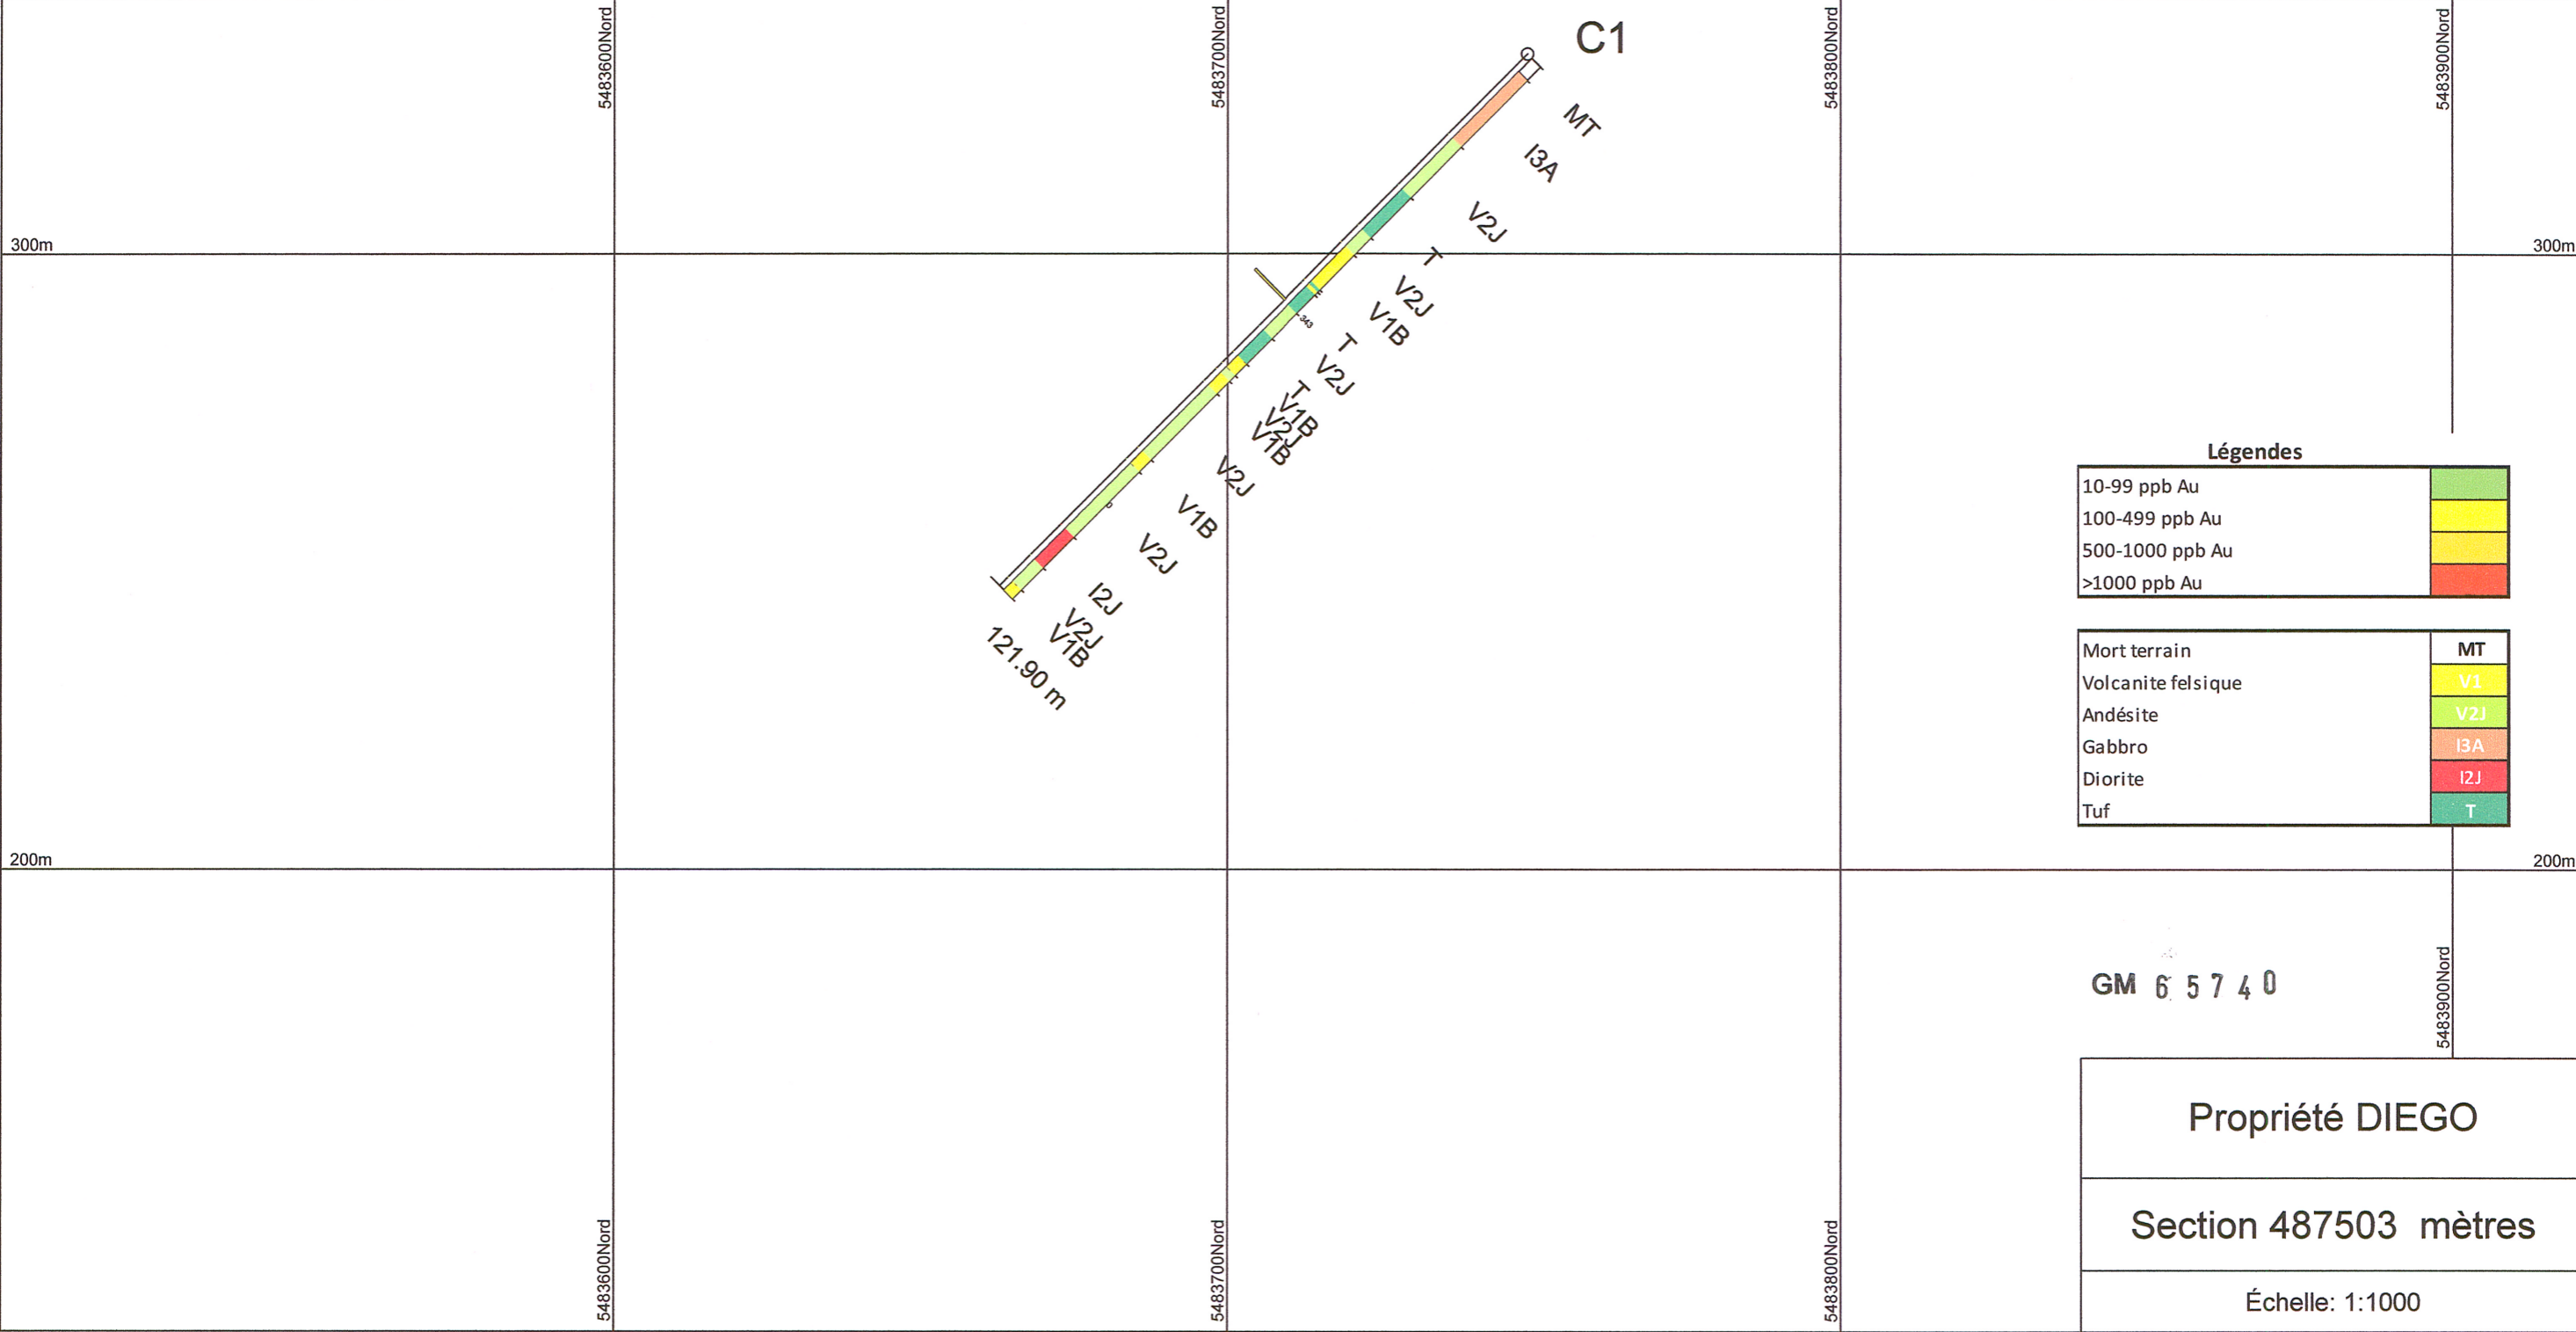 5483600Nord
5483700Nord
5483800Nord
5483900Nord
C1
MT
I3A
V2J
300m
300m
T
V2J
V1B
343
T
V2J
T
V1B
V2J
V1B
V2J
V1B
V2J
I2J
V2J
V1B
121.90 m
Légendes
10-99 ppb Au
100-499 ppb Au
500-1000 ppb Au
>1000 ppb Au
Mort terrain MT
Volcanite felsique V1
Andésite V2J
Gabbro I3A
Diorite I2J
Tuf T
200m
200m
GM 65740
5483900Nord
Propriété DIEGO
Section 487503 mètres
Échelle: 1:1000
5483600Nord
5483700Nord
5483800Nord